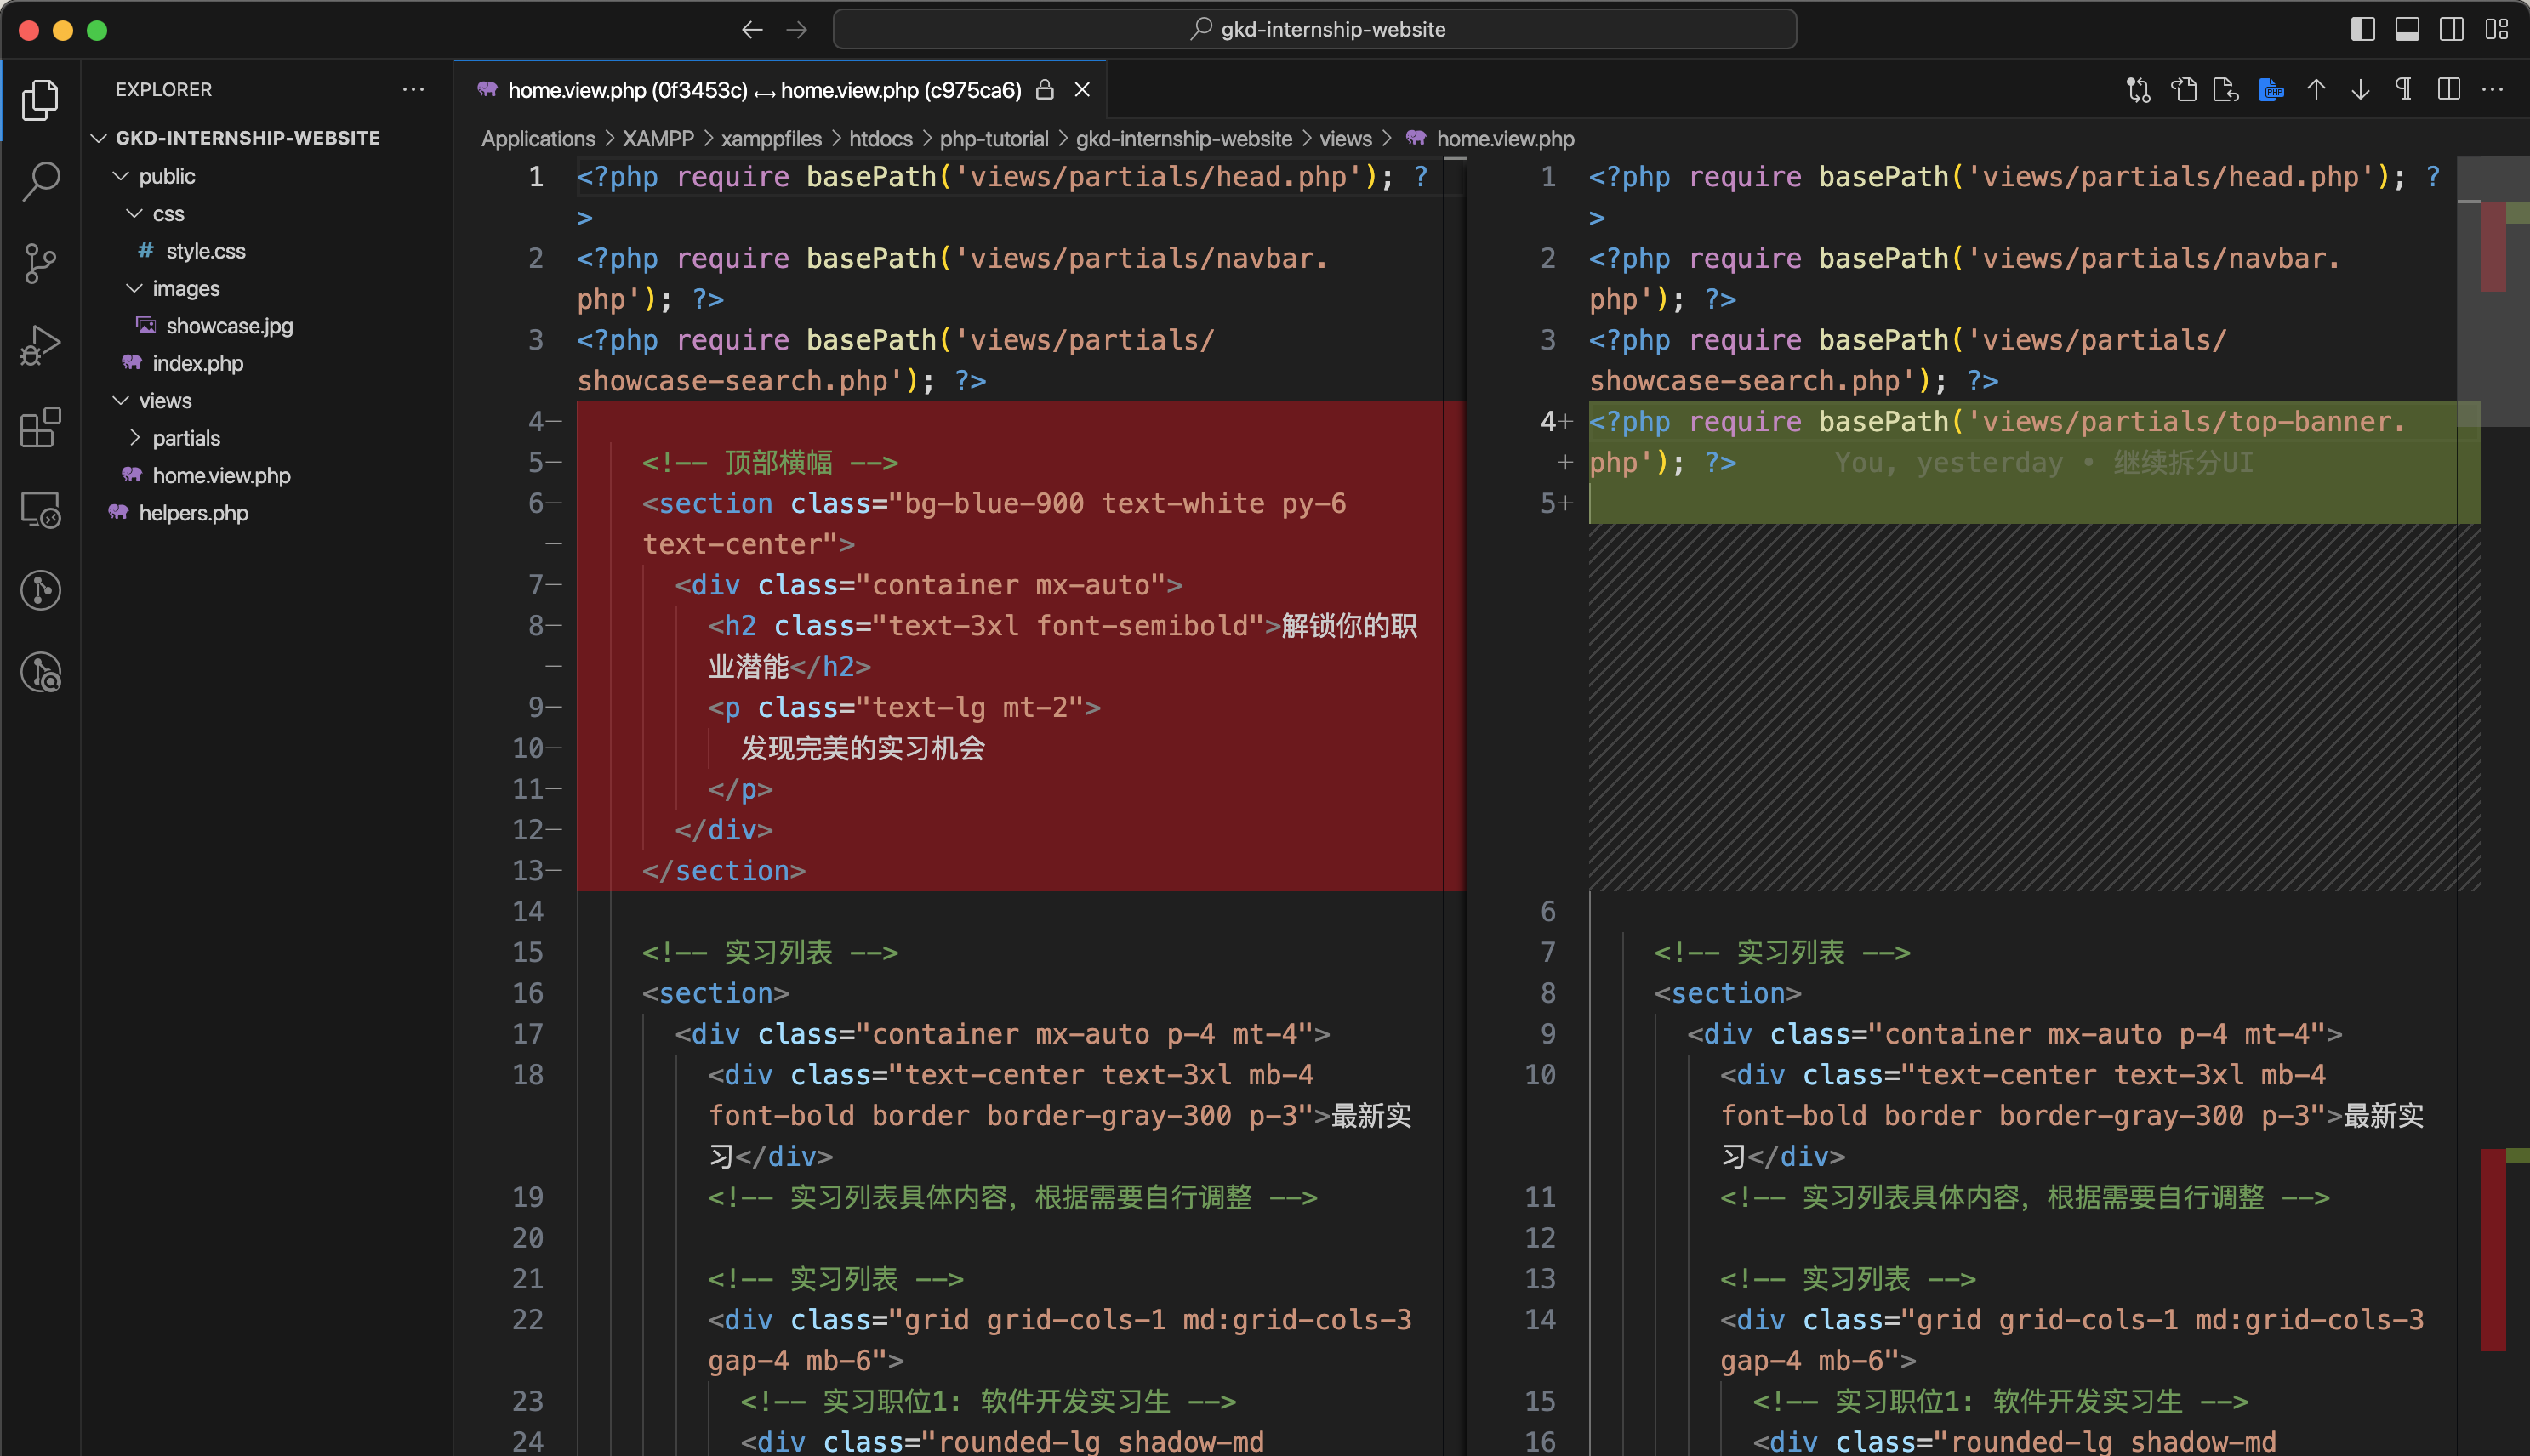 gkd-internship-website
EXPLORER
GKD-INTERNSHIP-WEBSITE
public
css
# style.css
images
showcase.jpg
index.php
views
partials
home.view.php
helpers.php
home.view.php (0f3453c) ↔ home.view.php (c975ca6)
PHP
Applications > XAMPP > xamppfiles > htdocs > php-tutorial > gkd-internship-website > views > home.view.php
1 <?php require basePath('views/partials/head.php'); ?
>
2 <?php require basePath('views/partials/navbar.
php'); ?>
3 <?php require basePath('views/partials/
showcase-search.php'); ?>
4—
5— <!-- 顶部横幅 -->
6— <section class="bg-blue-900 text-white py-6
— text-center">
7— <div class="container mx-auto">
8— <h2 class="text-3xl font-semibold">解锁你的职
— 业潜能</h2>
9— <p class="text-lg mt-2">
10— 发现完美的实习机会
11— </p>
12— </div>
13— </section>
14
15 <!-- 实习列表 -->
16 <section>
17 <div class="container mx-auto p-4 mt-4">
18 <div class="text-center text-3xl mb-4
font-bold border border-gray-300 p-3">最新实
习</div>
19 <!-- 实习列表具体内容，根据需要自行调整 -->
20
21 <!-- 实习列表 -->
22 <div class="grid grid-cols-1 md:grid-cols-3
gap-4 mb-6">
23 <!-- 实习职位1: 软件开发实习生 -->
24 <div class="rounded-lg shadow-md
1 <?php require basePath('views/partials/head.php'); ?
>
2 <?php require basePath('views/partials/navbar.
php'); ?>
3 <?php require basePath('views/partials/
showcase-search.php'); ?>
4+ <?php require basePath('views/partials/top-banner.
+ php'); ?> You, yesterday • 继续拆分UI
5+
6
7 <!-- 实习列表 -->
8 <section>
9 <div class="container mx-auto p-4 mt-4">
10 <div class="text-center text-3xl mb-4
font-bold border border-gray-300 p-3">最新实
习</div>
11 <!-- 实习列表具体内容，根据需要自行调整 -->
12
13 <!-- 实习列表 -->
14 <div class="grid grid-cols-1 md:grid-cols-3
gap-4 mb-6">
15 <!-- 实习职位1: 软件开发实习生 -->
16 <div class="rounded-lg shadow-md